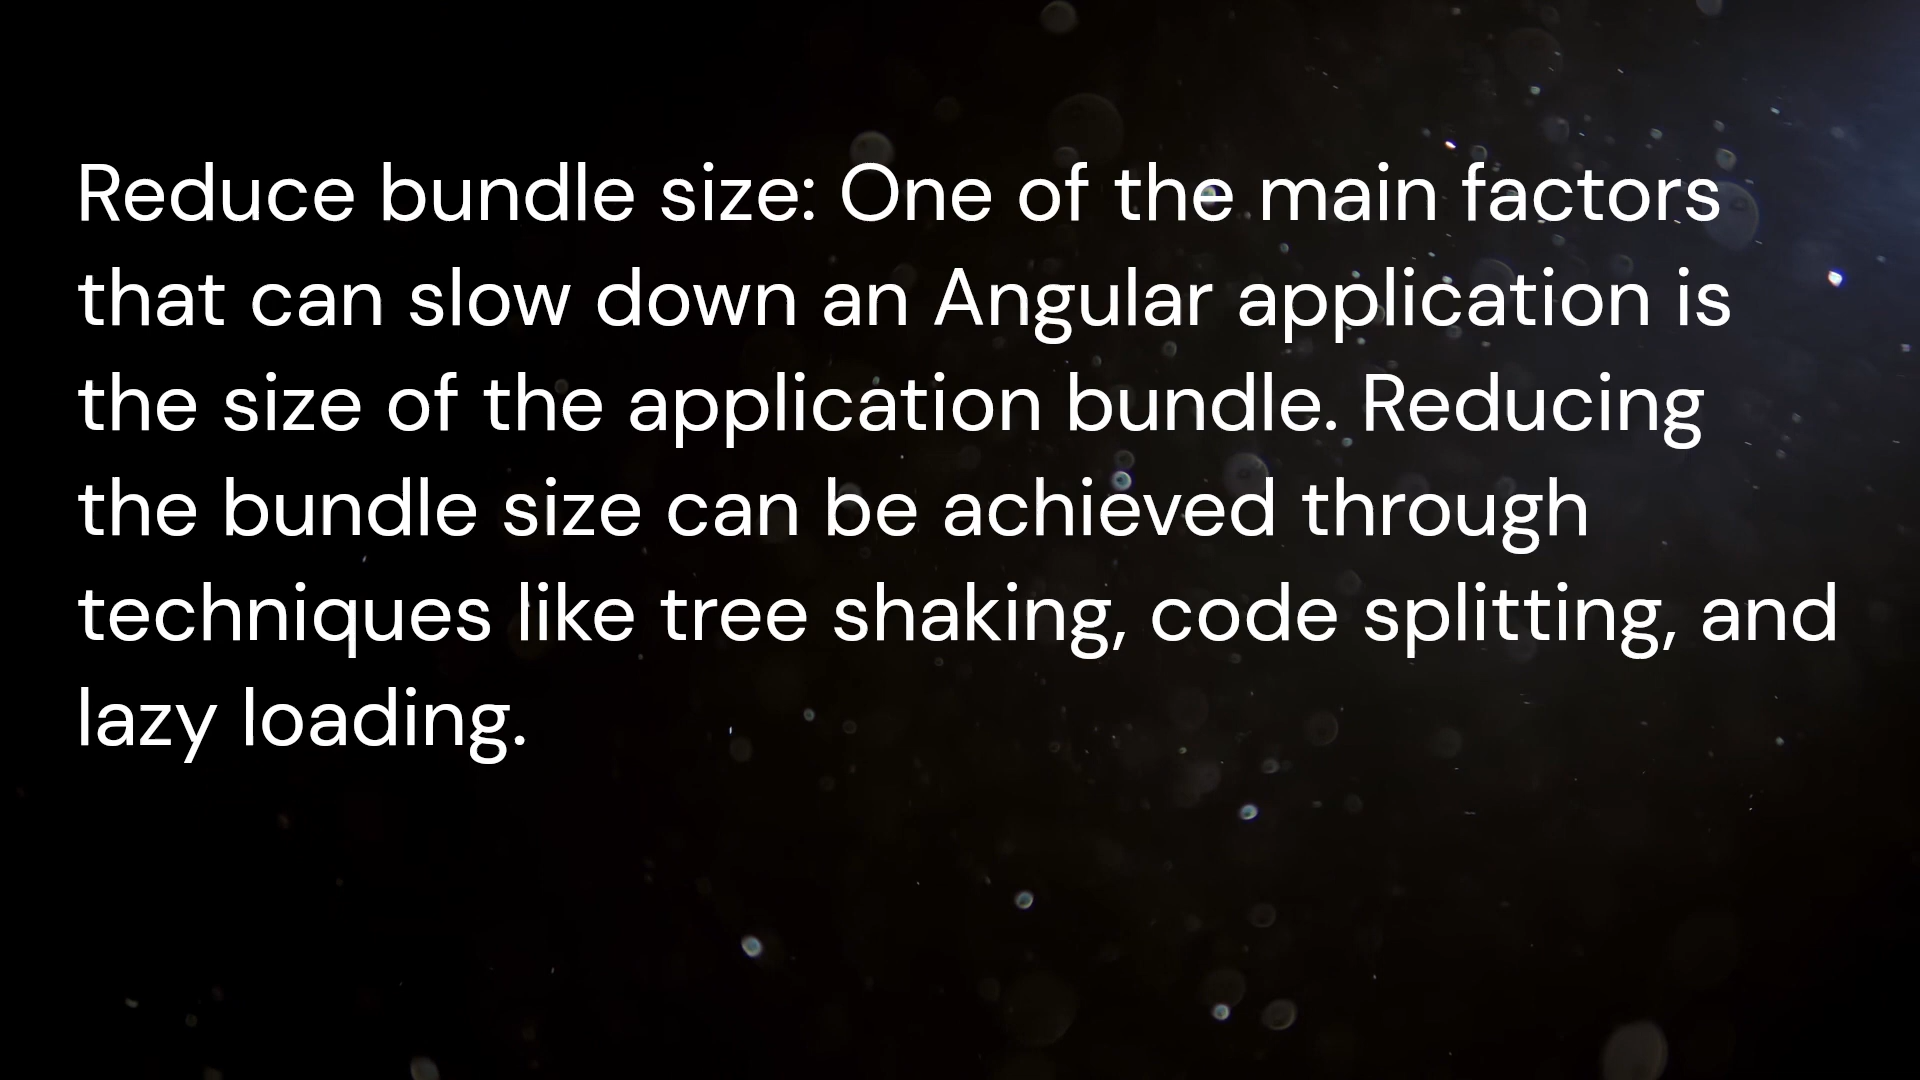 Reduce bundle size: One of the main factors
that can slow down an Angular application is
the size of the application bundle. Reducing
the bundle size can be achieved through
techniques like tree shaking, code splitting, and
lazy loading.